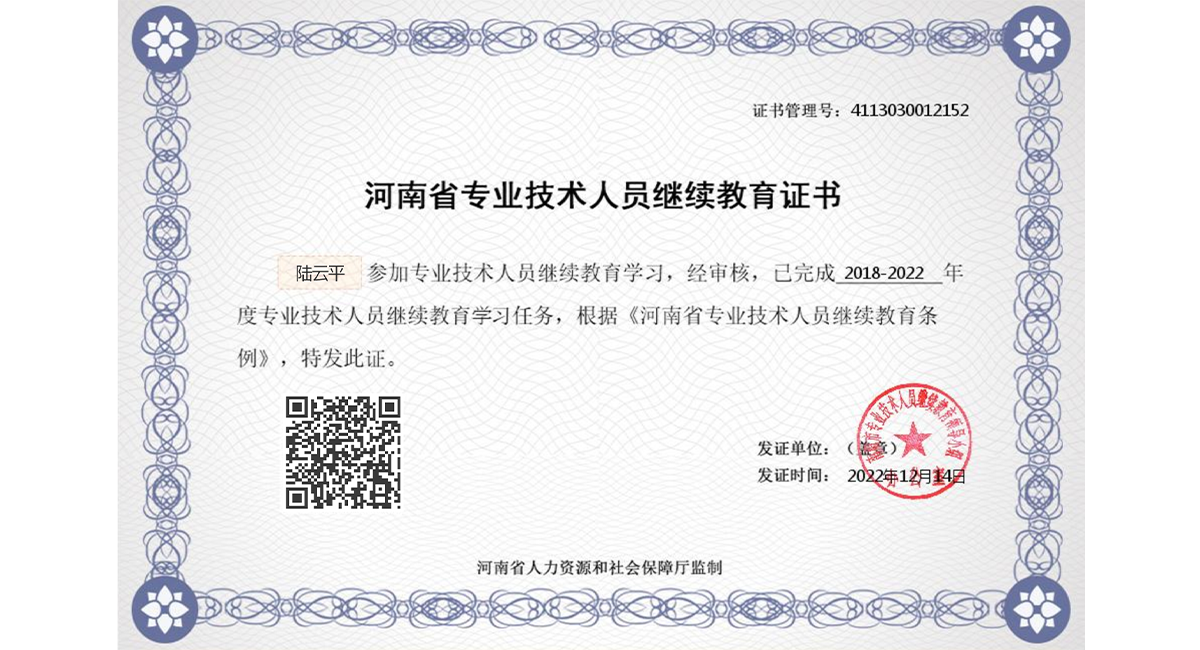 证书管理号：4113030012152
河南省专业技术人员继续教育证书
陆云平 参加专业技术人员继续教育学习，经审核，已完成 2018-2022 年
度专业技术人员继续教育学习任务，根据《河南省专业技术人员继续教育条
例》，特发此证。
发证单位：（盖章）
发证时间： 2022年12月14日
河南省人力资源和社会保障厅监制